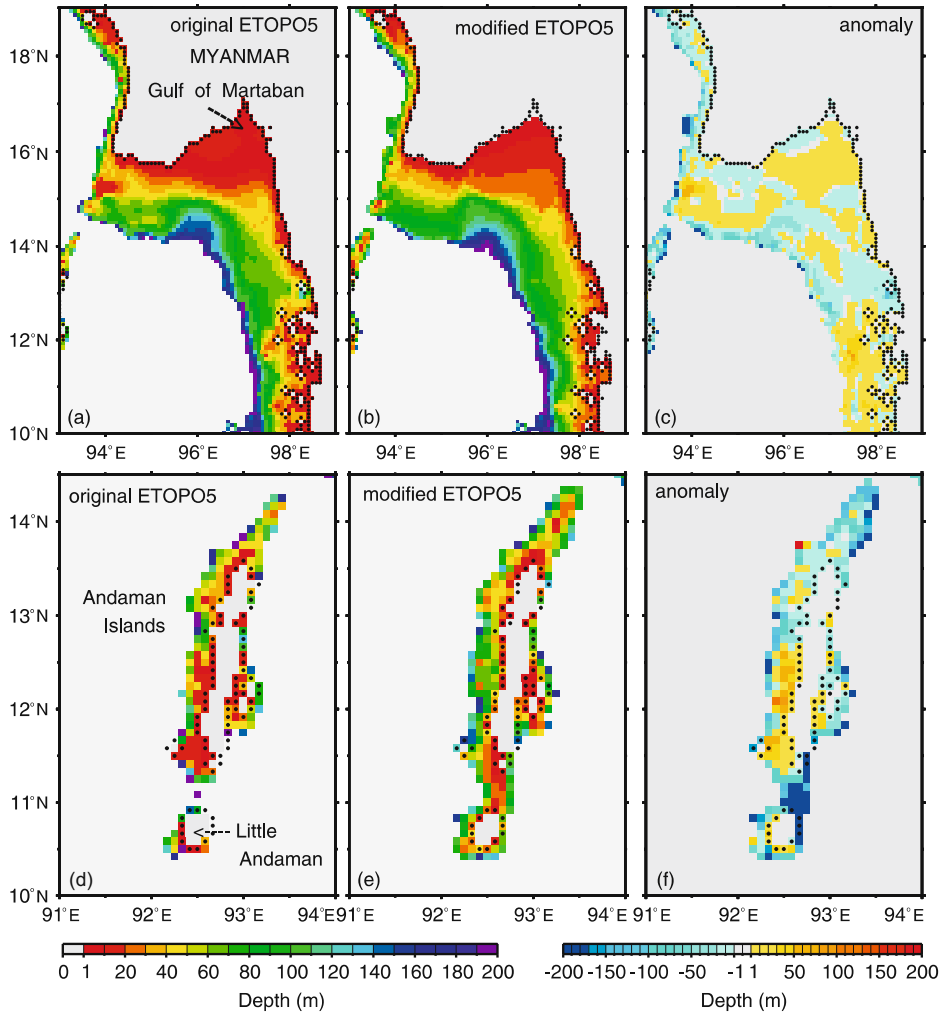 original ETOPO5
MYANMAR
Gulf of Martaban
modified ETOPO5
anomaly
18°N
16°N
14°N
12°N
10°N
(a)
(b)
(c)
94°E 96°E 98°E
94°E 96°E 98°E
94°E 96°E 98°E
original ETOPO5
modified ETOPO5
anomaly
14°N
13°N
12°N
11°N
10°N
Andaman
Islands
Little
Andaman
(d)
(e)
(f)
91°E 92°E 93°E 94°E
91°E 92°E 93°E 94°E
91°E 92°E 93°E 94°E
0 1 20 40 60 80 100 120 140 160 180 200
Depth (m)
-200 -150 -100 -50 -1 1 50 100 150 200
Depth (m)